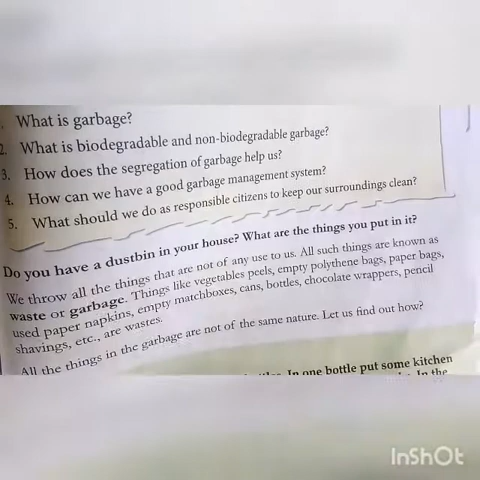 What is garbage?
2. What is biodegradable and non-biodegradable garbage?
3. How does the segregation of garbage help us?
4. How can we have a good garbage management system?
5. What should we do as responsible citizens to keep our surroundings clean?
Do you have a dustbin in your house? What are the things you put in it?
We throw all the things that are not of any use to us. All such things are known as
waste or garbage. Things like vegetables peels, empty polythene bags, paper bags,
used paper napkins, empty matchboxes, cans, bottles, chocolate wrappers, pencil
shavings, etc., are wastes.
All the things in the garbage are not of the same nature. Let us find out how?
In one bottle put some kitchen
In the
InShOt